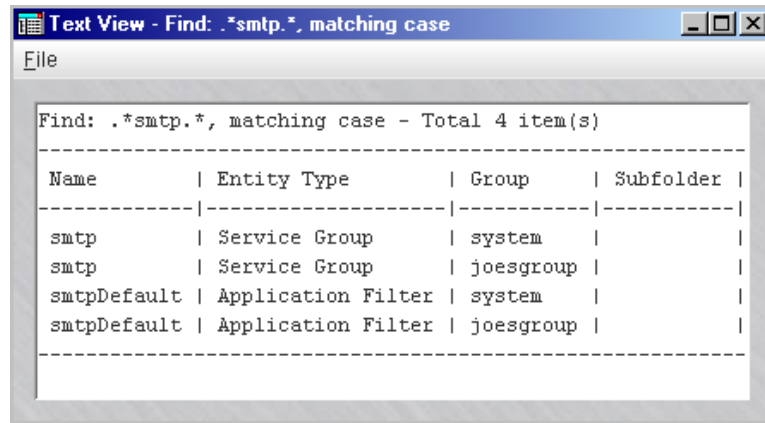 Text View - Find: .*smtp.*, matching case
File
Find: .*smtp.*, matching case - Total 4 item(s)
-----------------------------------------------------------
Name | Entity Type | Group | Subfolder |
-------------|--------------------|-----------|-----------|
smtp | Service Group | system | |
smtp | Service Group | joesgroup | |
smtpDefault | Application Filter | system | |
smtpDefault | Application Filter | joesgroup | |
-----------------------------------------------------------